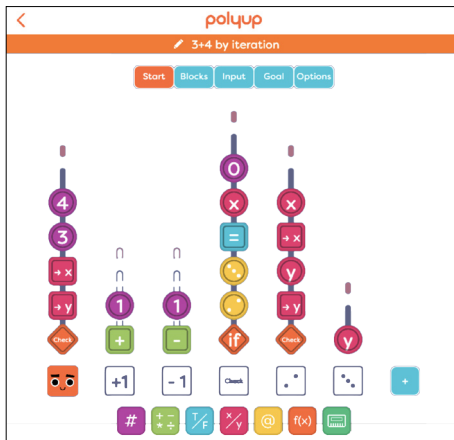 polyup
3+4 by iteration
Start Blocks Input Goal Options
0
4 x x
3 = → x
→ x 1 1 y
→ y + - → y
Check if Check y
+1 - 1 Check +
# + - * ÷ T/F x/y @ f(x)